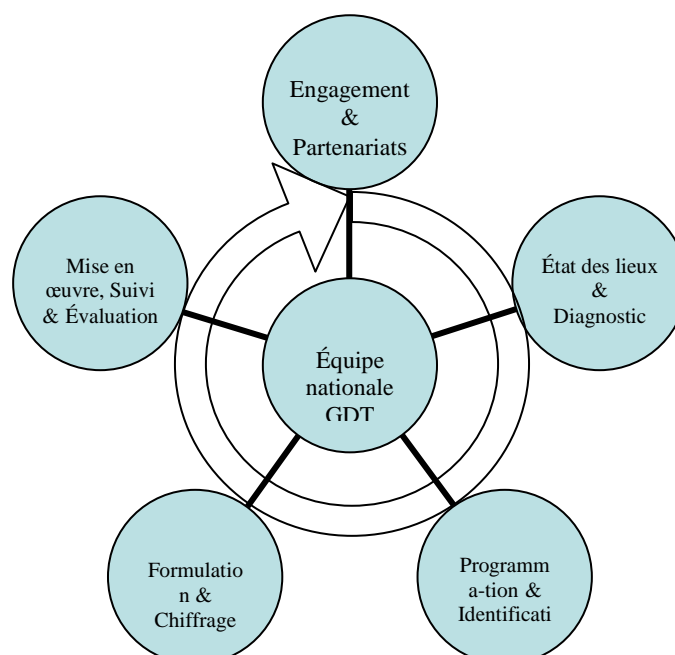 Engagement
&
Partenariats
État des lieux
&
Diagnostic
Programm
a-tion &
Identificati
Formulatio
n &
Chiffrage
Mise en
œuvre, Suivi
& Évaluation
Équipe
nationale
GDT